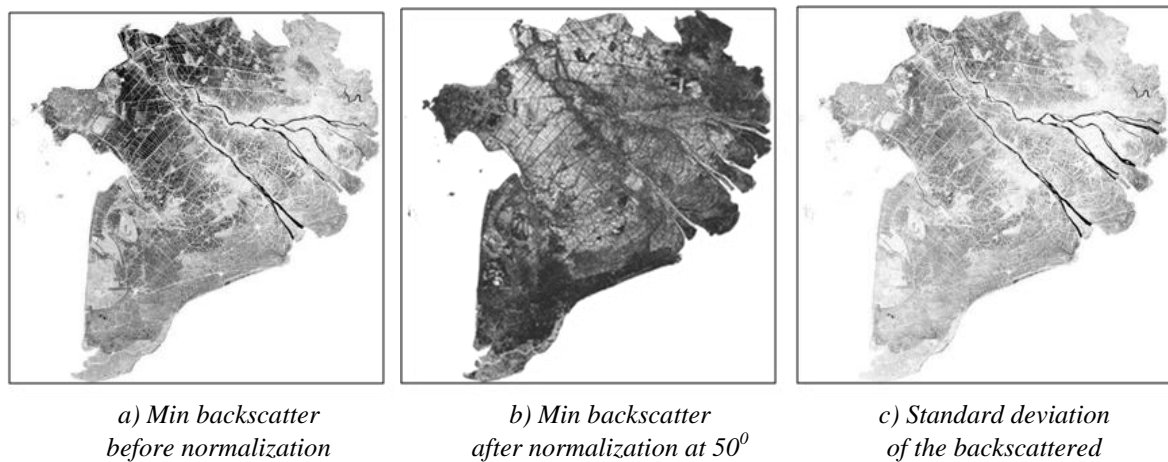 a) Min backscatter
before normalization
b) Min backscatter
after normalization at 50⁰
c) Standard deviation
of the backscattered